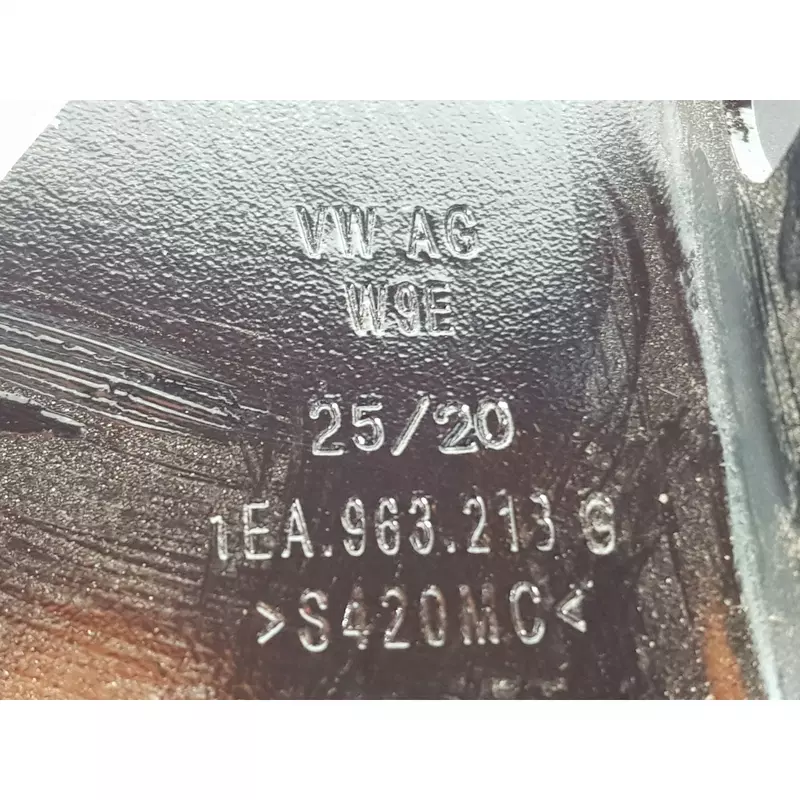 VW AG
W9E
25/20
1EA.963.213 G
>S420MC<